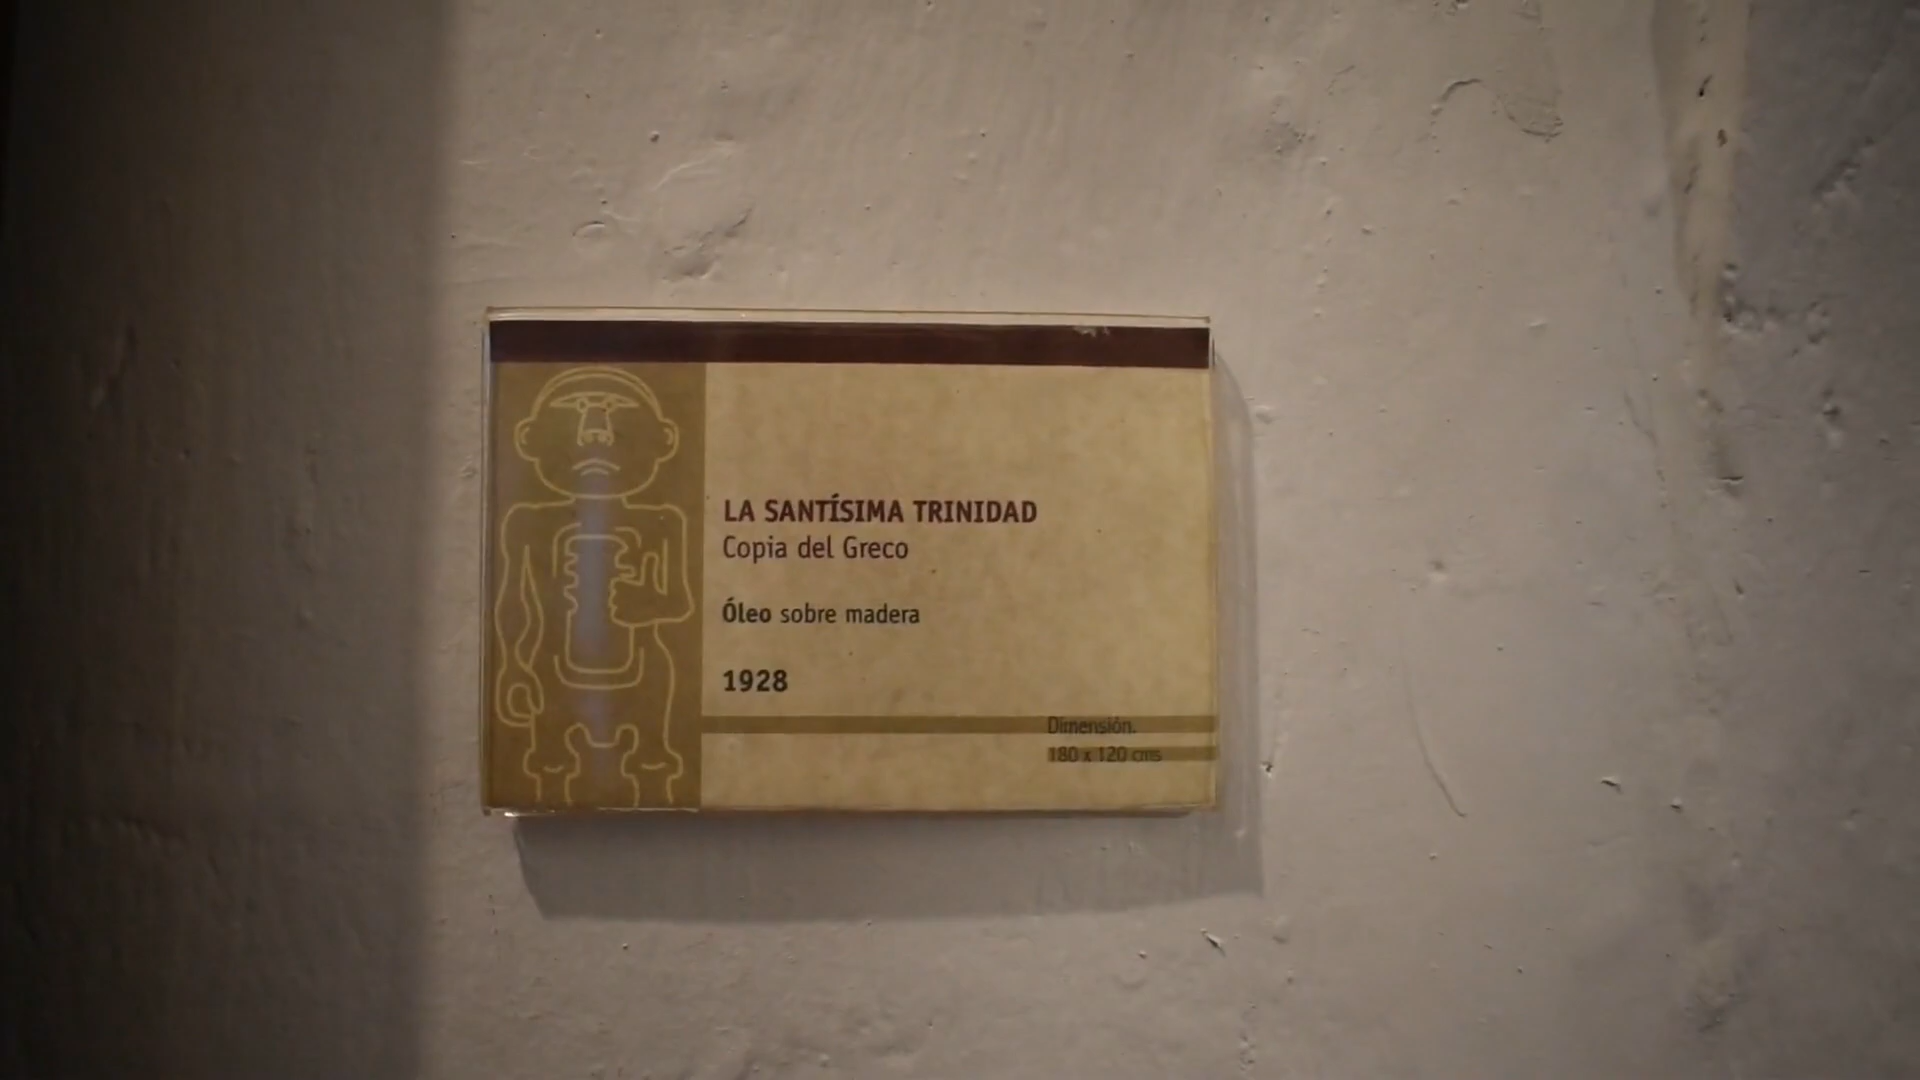 LA SANTÍSIMA TRINIDAD
Copia del Greco
Óleo sobre madera
1928
Dimensión.
180 x 120 cms